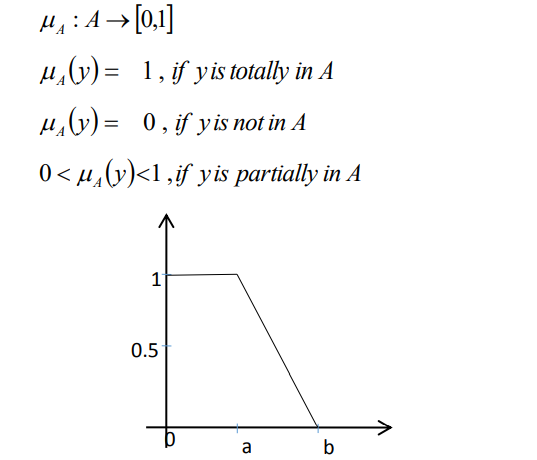 μ_A : A → [0,1]
μ_A(y) = 1 , if y is totally in A
μ_A(y) = 0 , if y is not in A
0 < μ_A(y)<1 ,if y is partially in A
1
0.5
0
a b